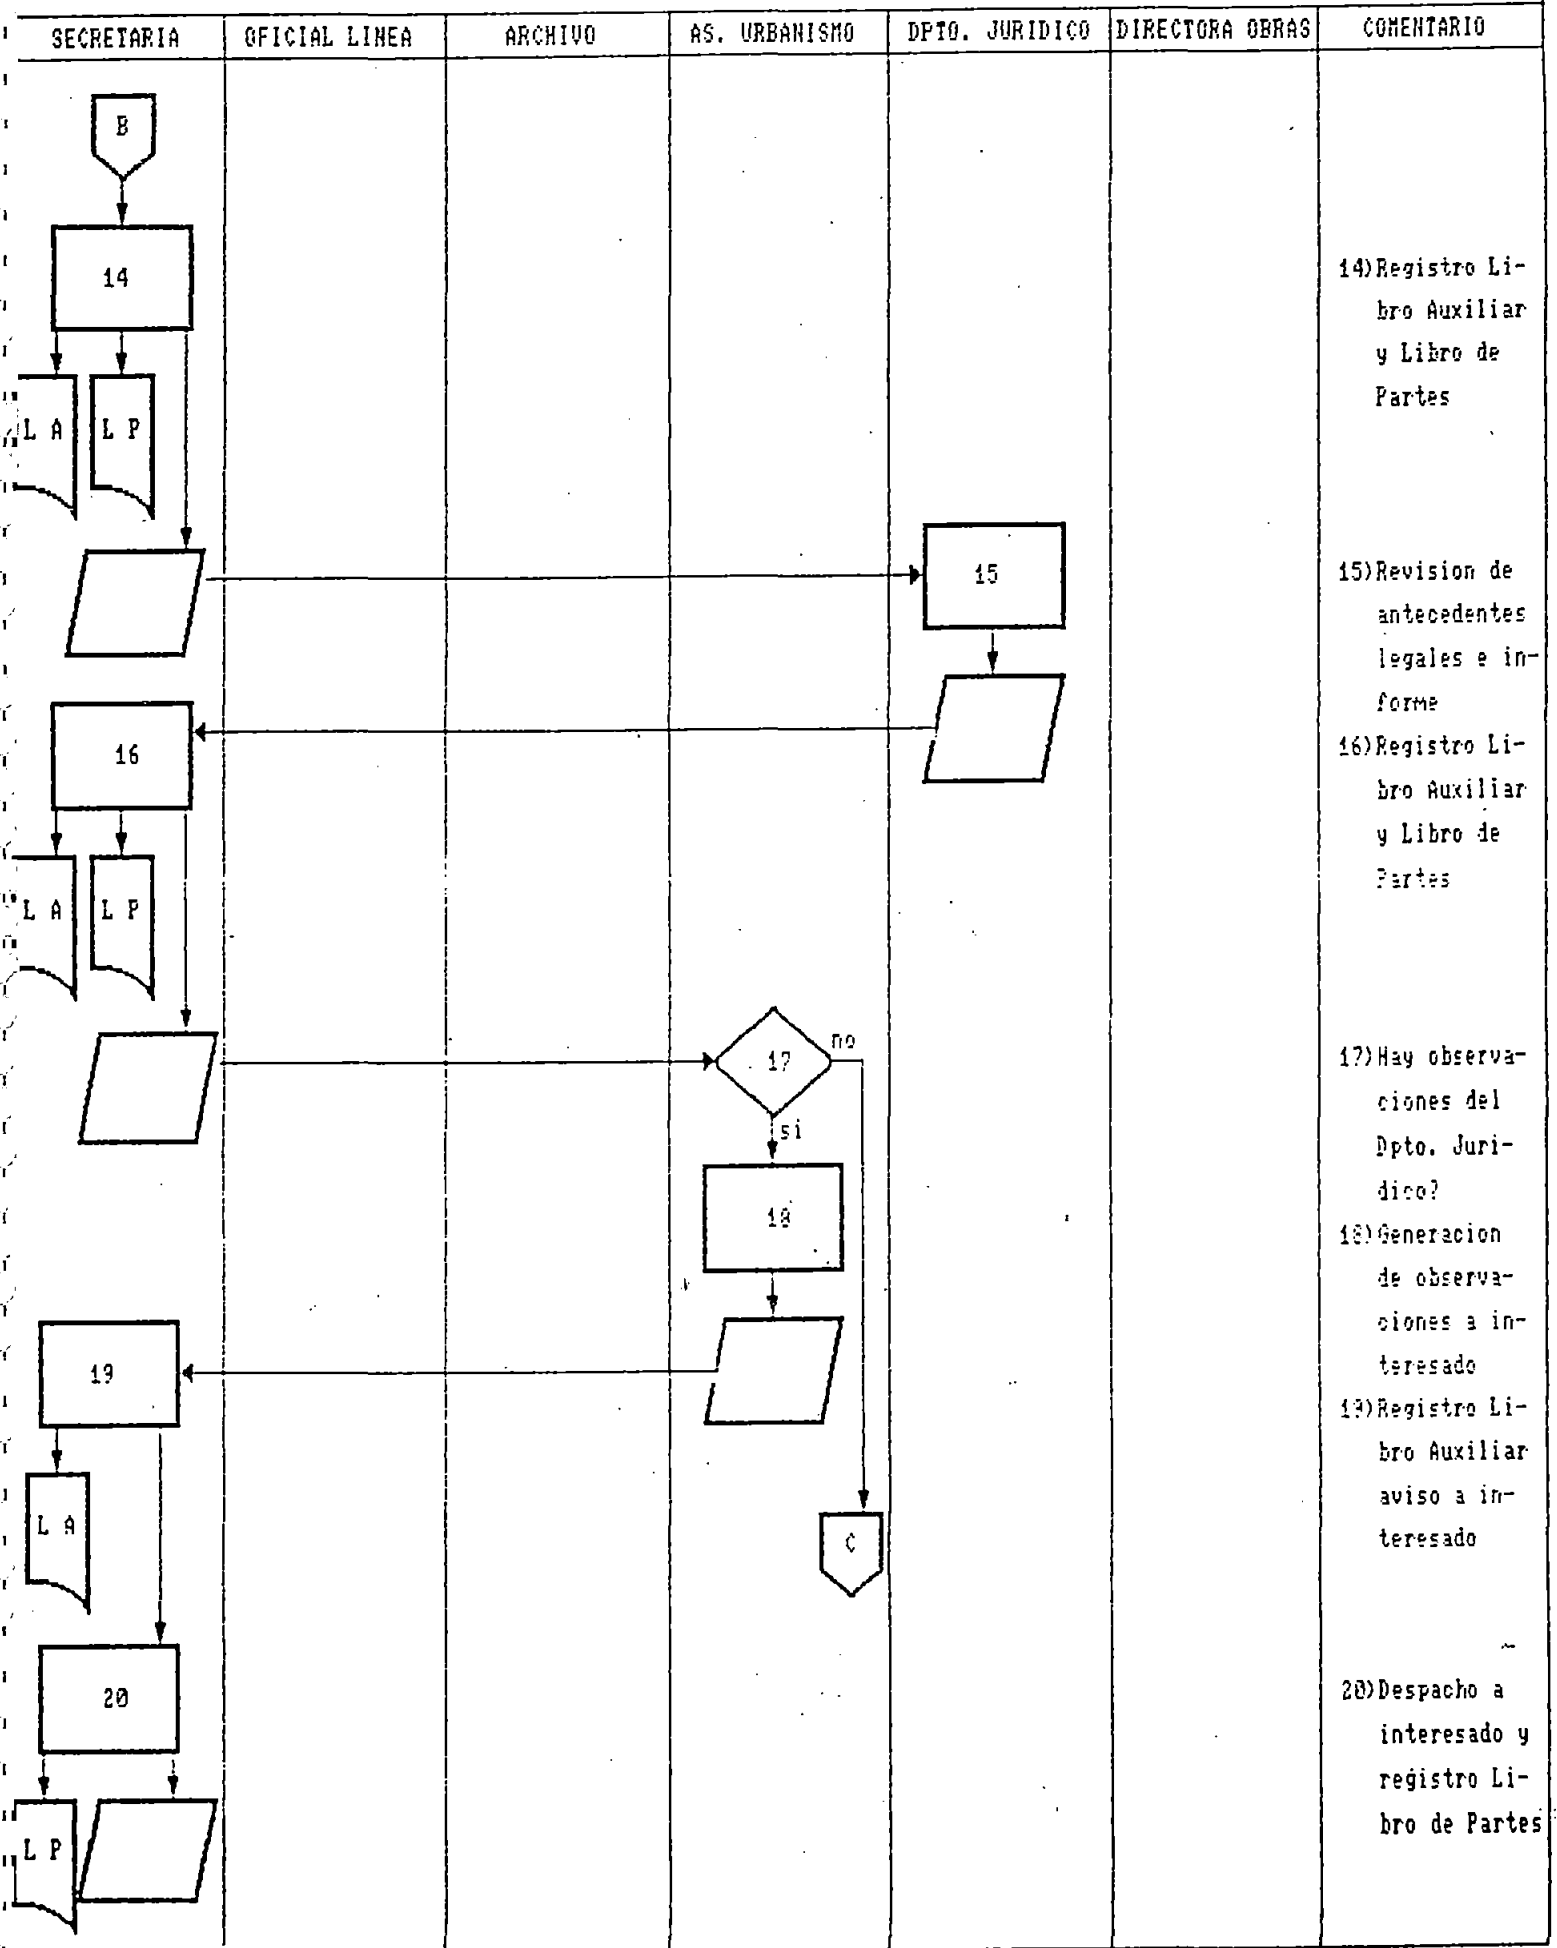 SECRETARIA OFICIAL LINEA ARCHIVO AS. URBANISMO DPTO. JURIDICO DIRECTORA OBRAS COMENTARIO
B
14
14)Registro Li-
bro Auxiliar
y Libro de
Partes
L A L P
15
15)Revision de
antecedentes
legales e in-
forme
16
16)Registro Li-
bro Auxiliar
y Libro de
Partes
L A L P
17 no
si
17)Hay observa-
ciones del
Dpto. Juri-
dico?
18
18)Generacion
de observa-
ciones a in-
teresado
19
19)Registro Li-
bro Auxiliar
aviso a in-
teresado
L A
C
20
20)Despacho a
interesado y
registro Li-
bro de Partes
L P